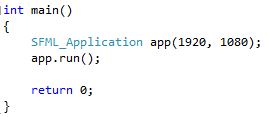 int main()
{
SFML_Application app(1920, 1080);
app.run();
return 0;
}